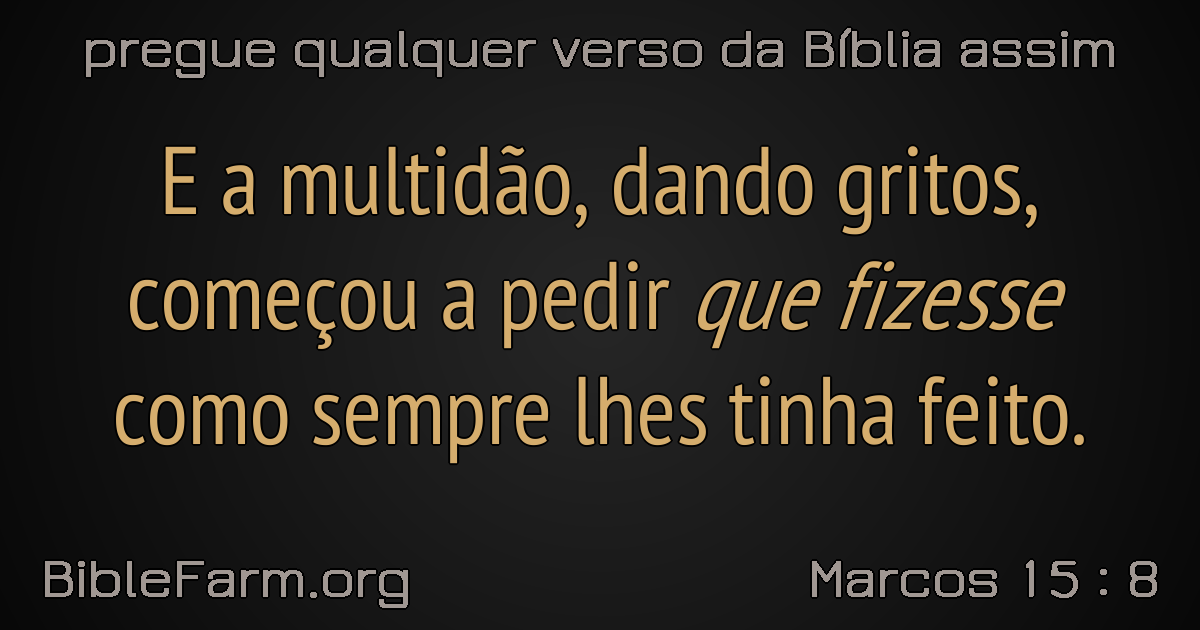 pregue qualquer verso da Bíblia assim
E a multidão, dando gritos,
começou a pedir que fizesse
como sempre lhes tinha feito.
BibleFarm.org
Marcos 15 : 8